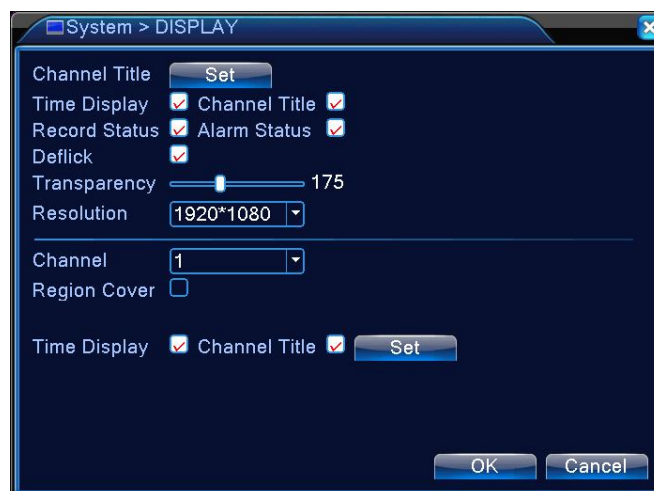 System > DISPLAY
Channel Title Set
Time Display Channel Title
Record Status Alarm Status
Deflick
Transparency 175
Resolution 1920*1080
Channel 1
Region Cover
Time Display Channel Title Set
OK Cancel